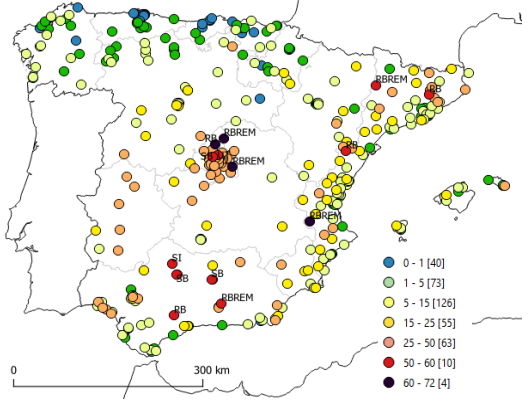 RBREM
RB
RBREM
RB
RB
RBREM
RBREM
SI
SB
SB
RBREM
RB
0 - 1 [40]
1 - 5 [73]
5 - 15 [126]
15 - 25 [55]
25 - 50 [63]
50 - 60 [10]
60 - 72 [4]
0
300 km